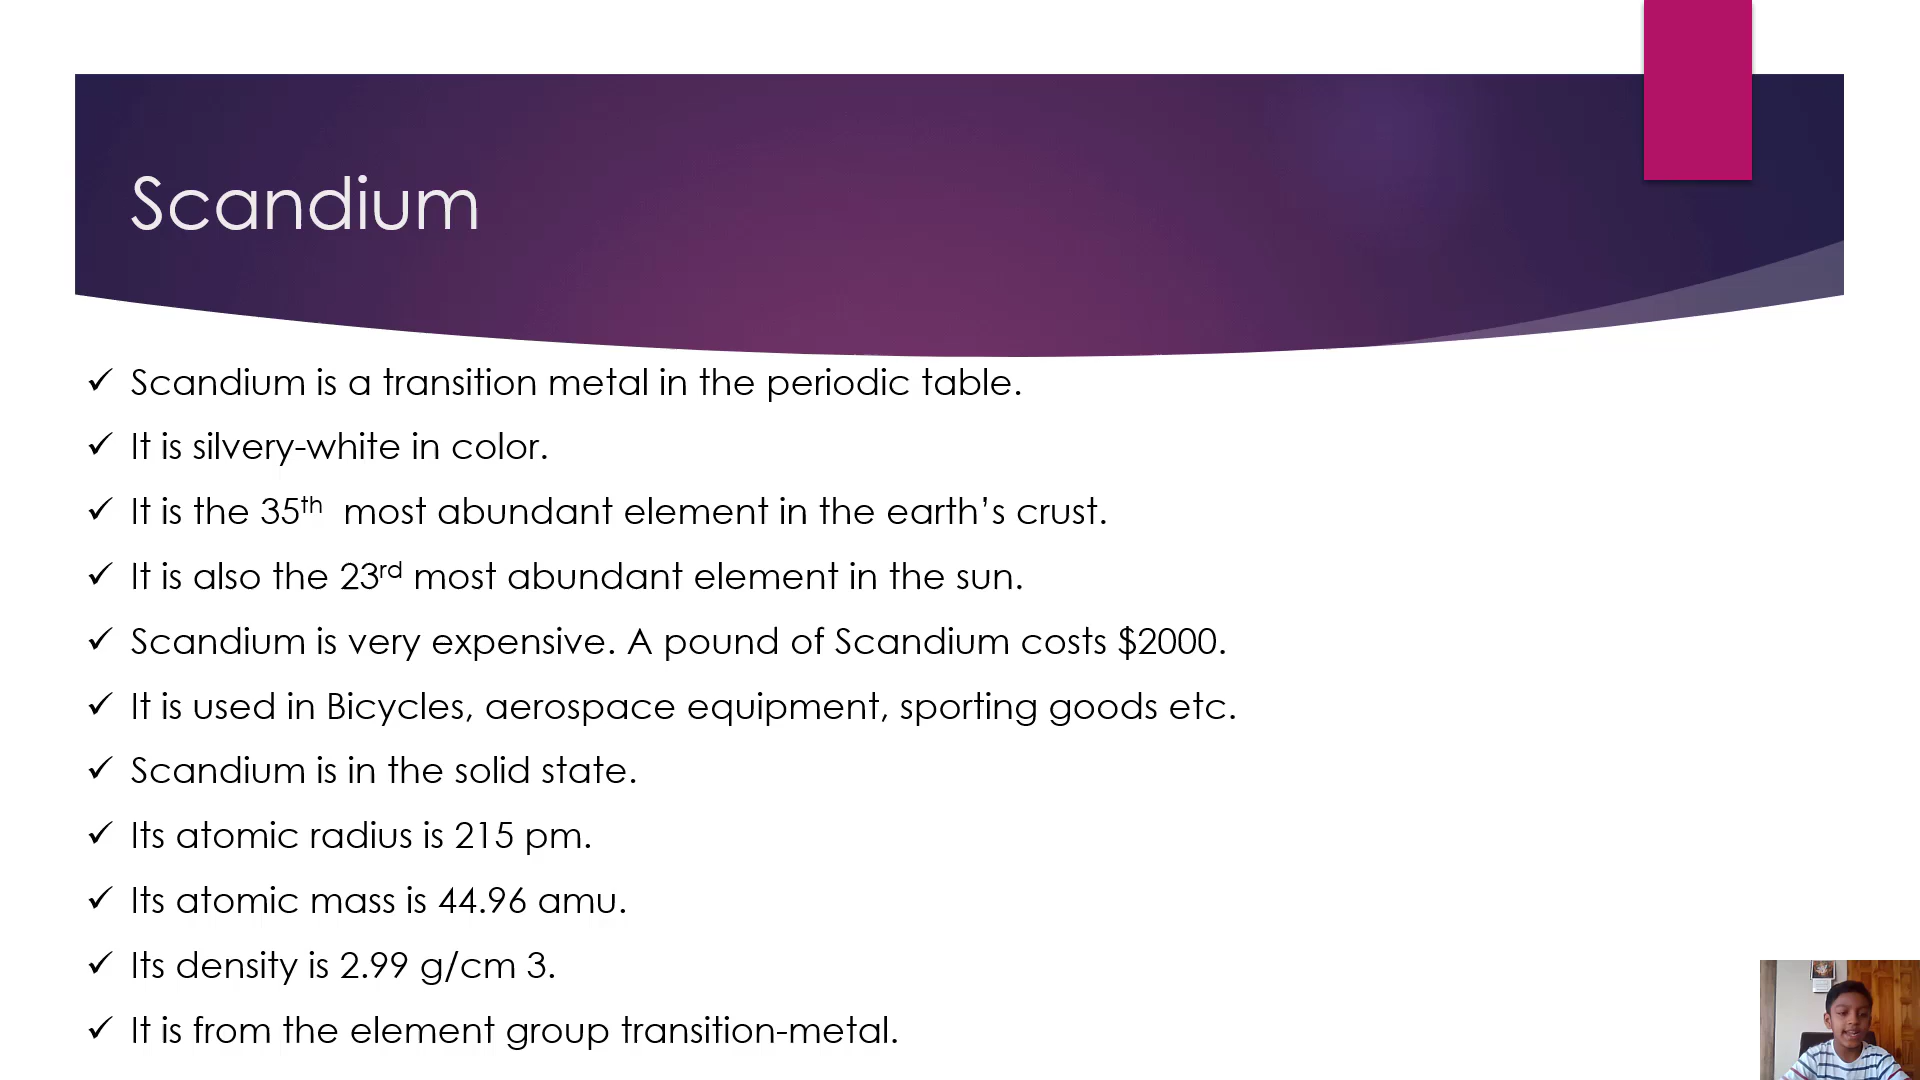 Scandium
✓ Scandium is a transition metal in the periodic table.
✓ It is silvery-white in color.
✓ It is the 35th most abundant element in the earth’s crust.
✓ It is also the 23rd most abundant element in the sun.
✓ Scandium is very expensive. A pound of Scandium costs $2000.
✓ It is used in Bicycles, aerospace equipment, sporting goods etc.
✓ Scandium is in the solid state.
✓ Its atomic radius is 215 pm.
✓ Its atomic mass is 44.96 amu.
✓ Its density is 2.99 g/cm 3.
✓ It is from the element group transition-metal.